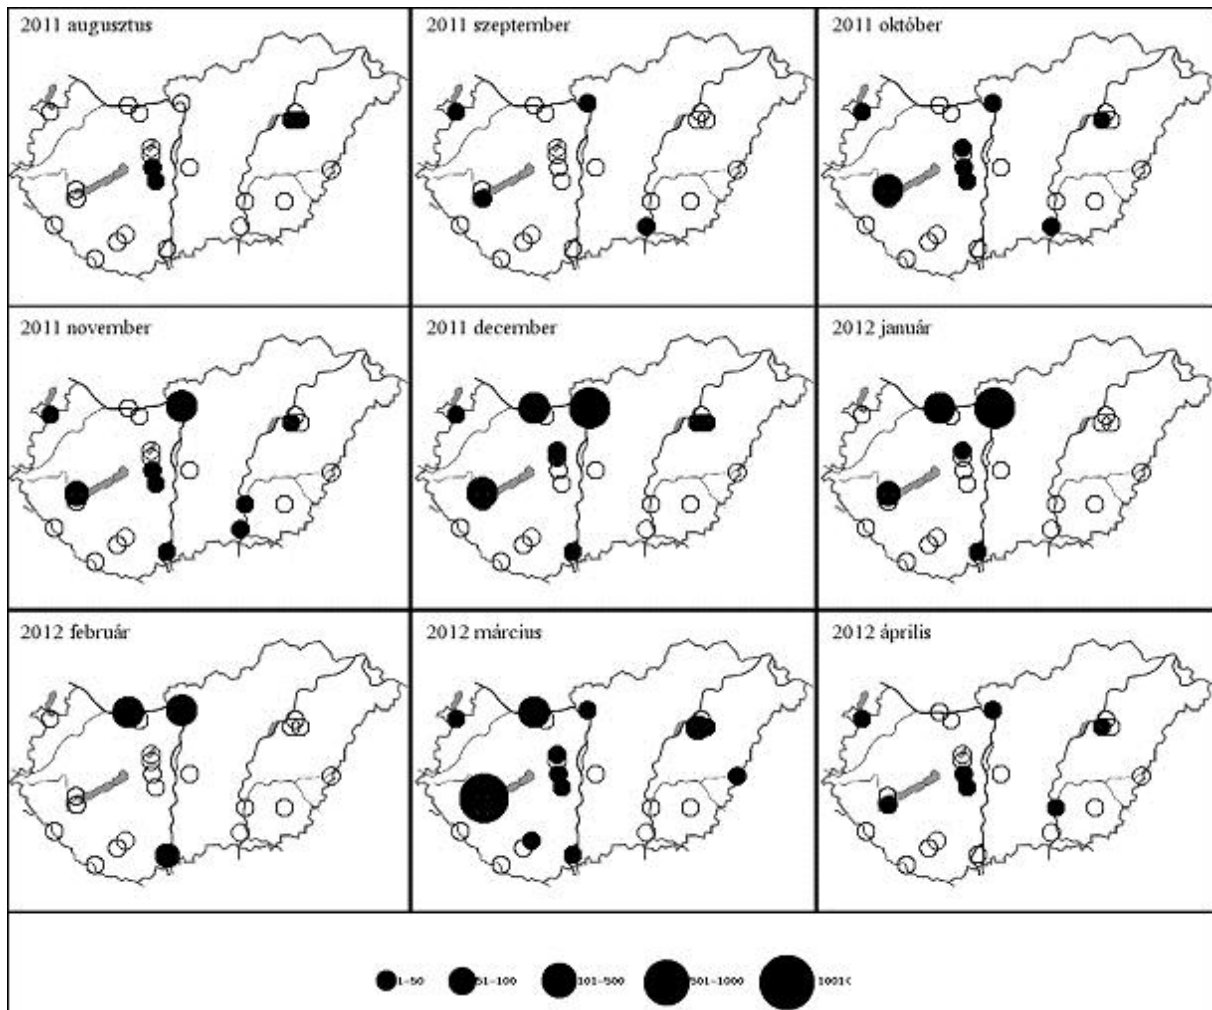 2011 augusztus
2011 szeptember
2011 október
2011 november
2011 december
2012 január
2012 február
2012 március
2012 április
1-50 51-100 101-500 501-1000 1001<